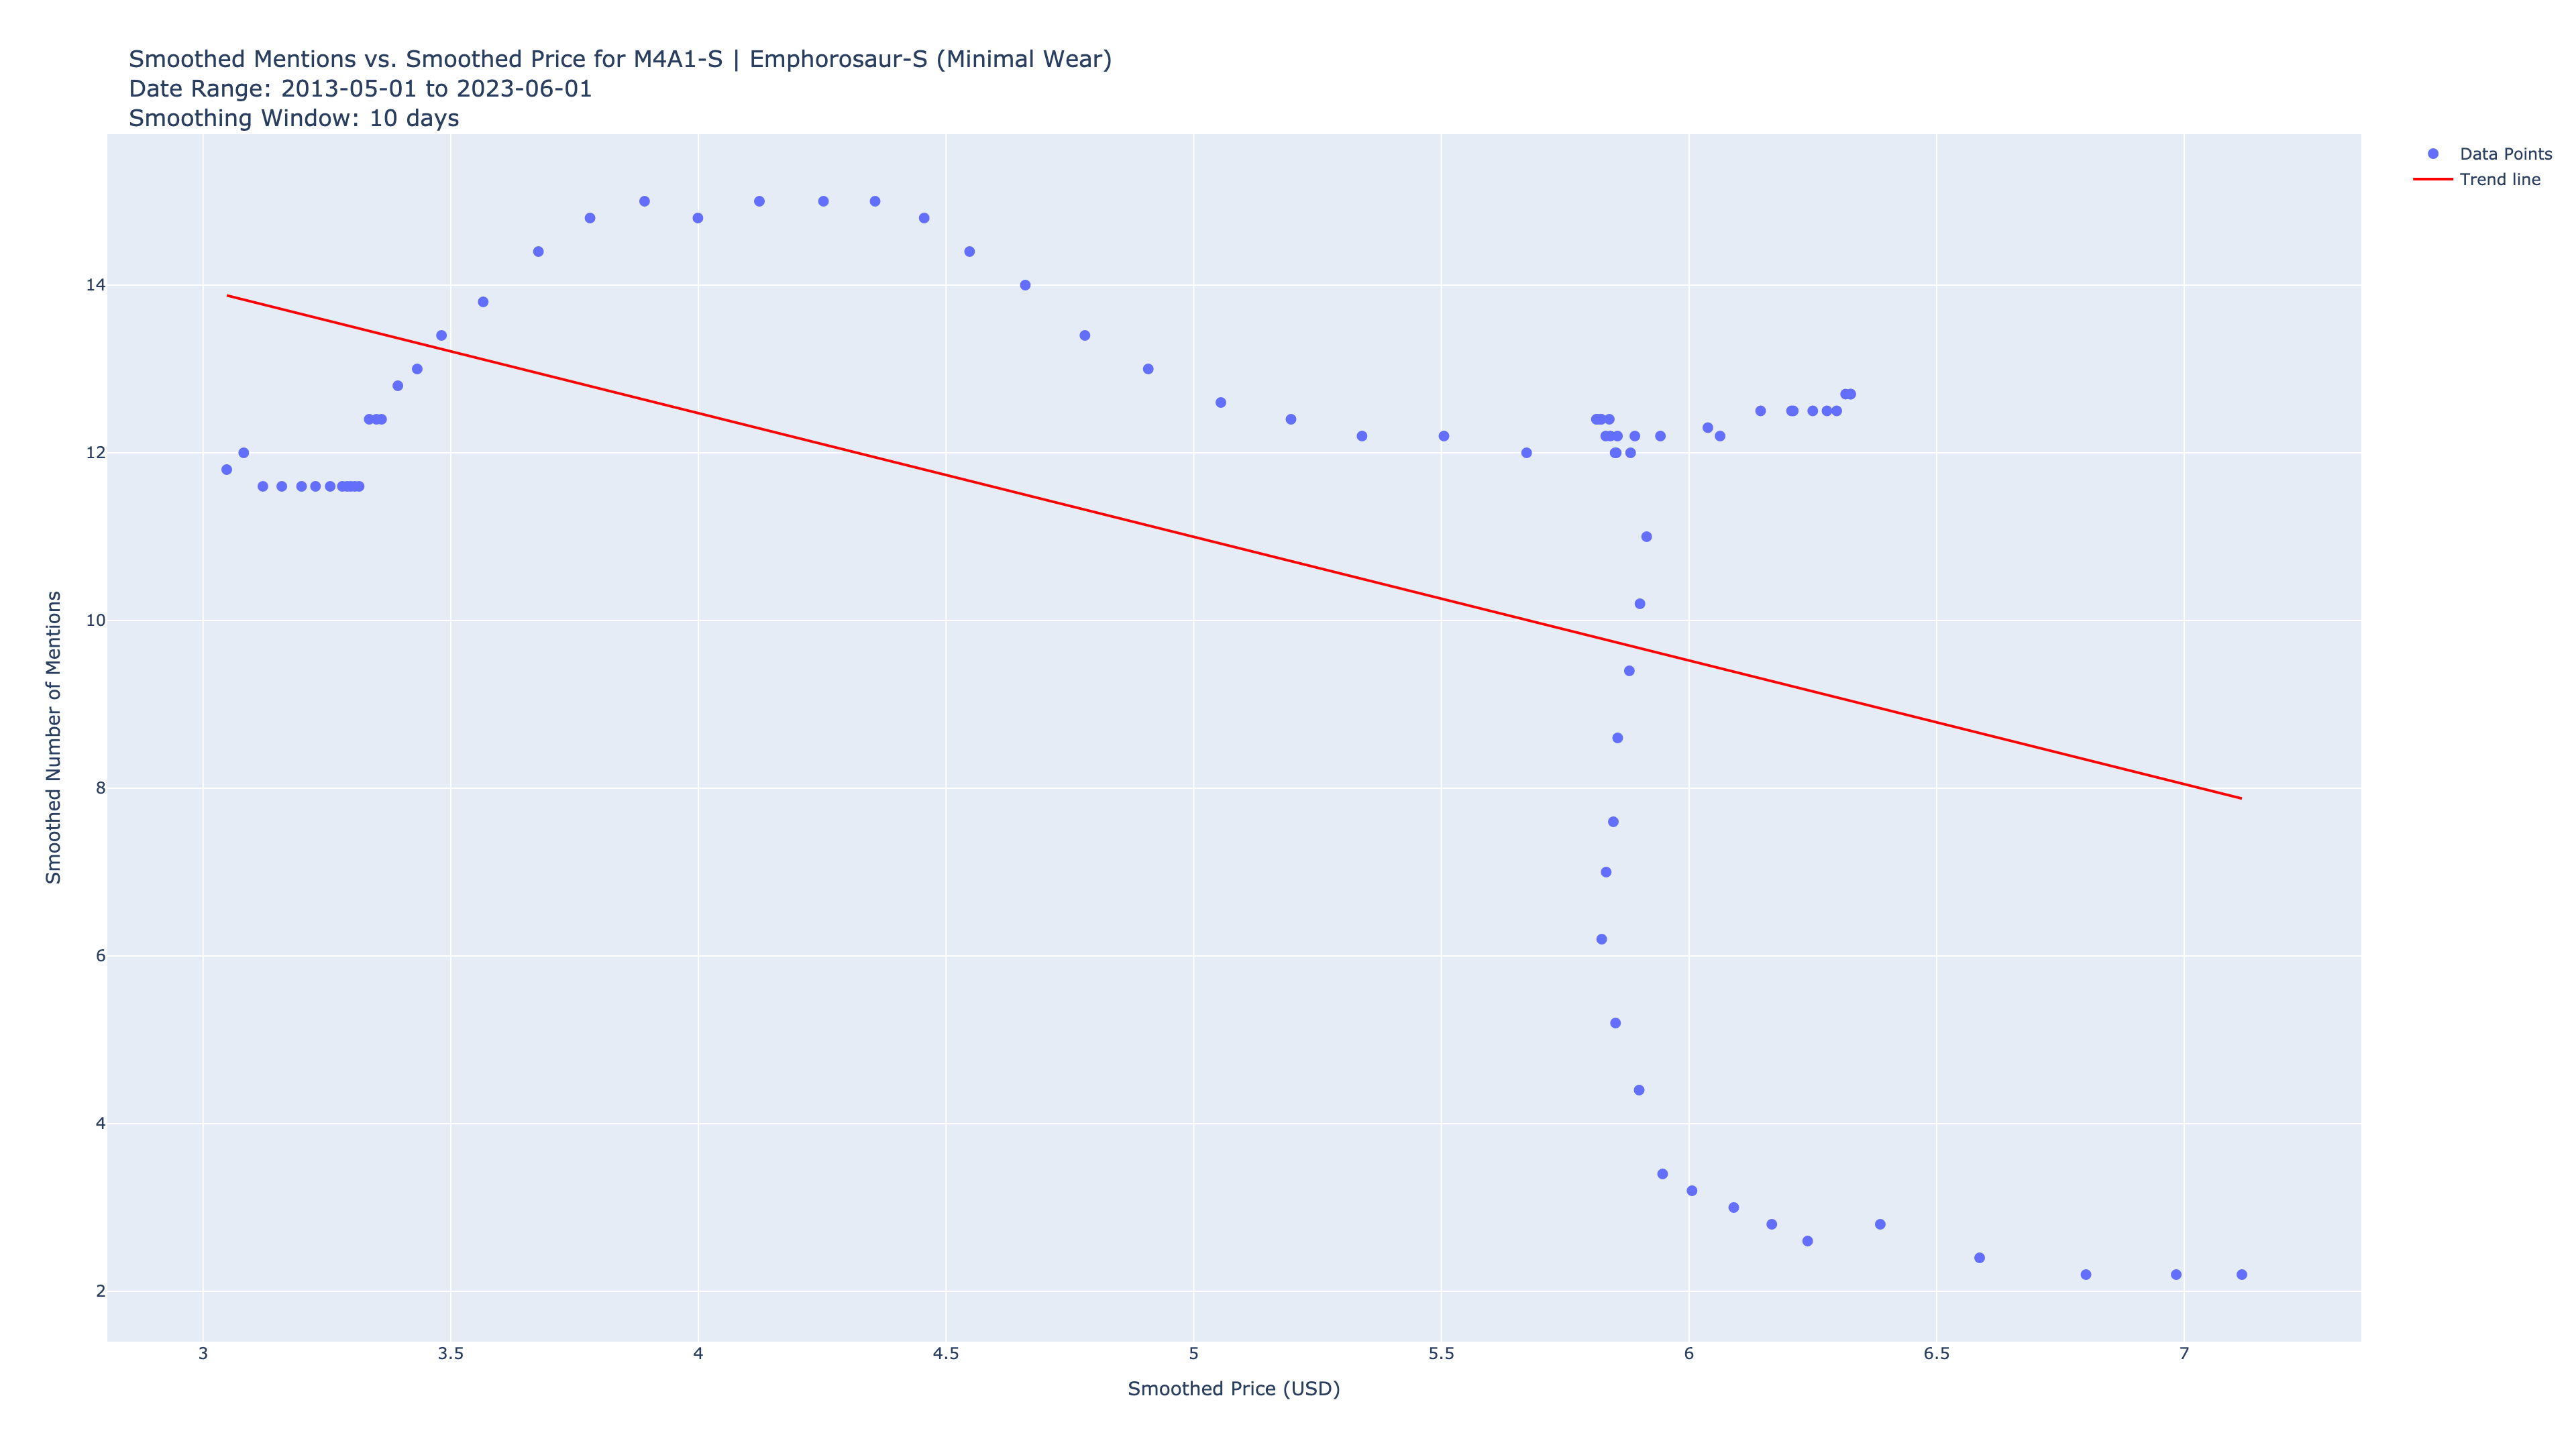 Smoothed Mentions vs. Smoothed Price for M4A1-S | Emphorosaur-S (Minimal Wear)
Date Range: 2013-05-01 to 2023-06-01
Smoothing Window: 10 days
Data Points
Trend line
14
12
10
8
6
4
2
Smoothed Number of Mentions
3 3.5 4 4.5 5 5.5 6 6.5 7
Smoothed Price (USD)